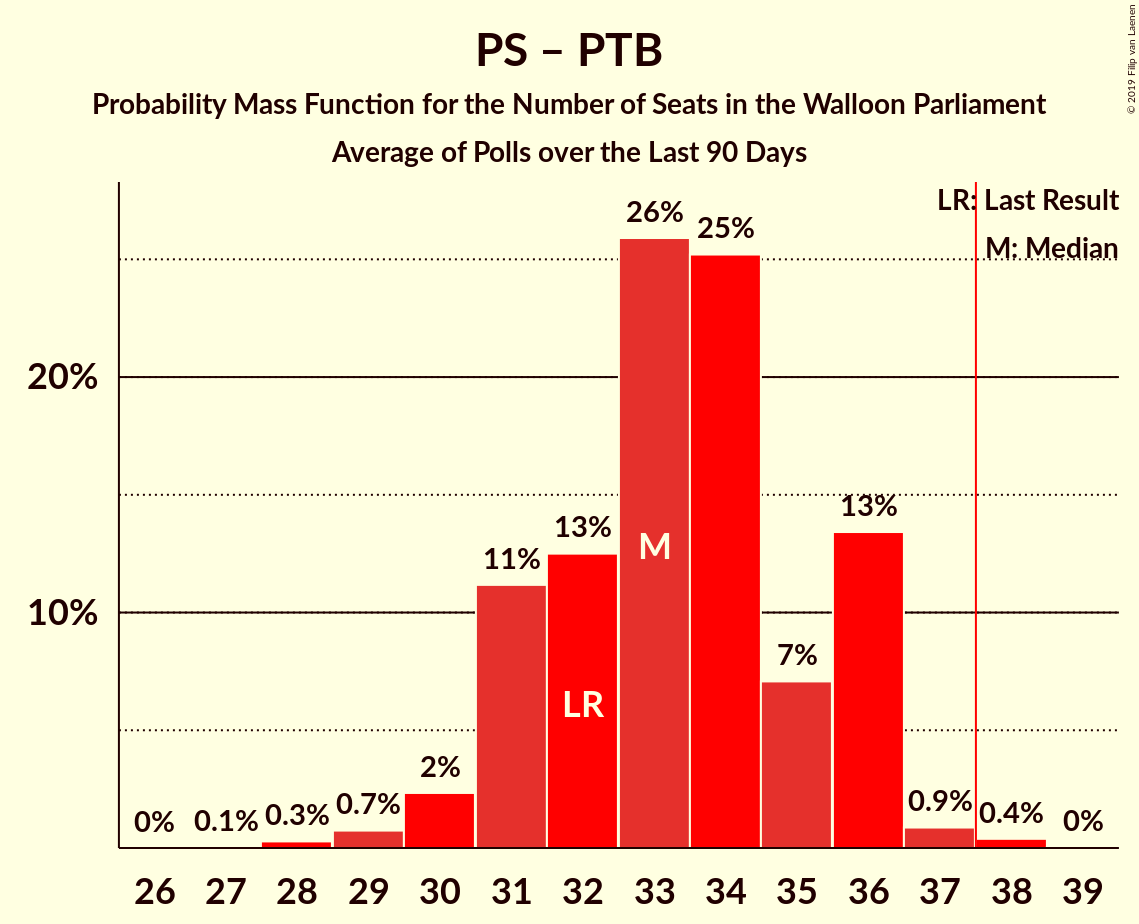 PS – PTB
Probability Mass Function for the Number of Seats in the Walloon Parliament
Average of Polls over the Last 90 Days
© 2019 Filip van Laenen
LR: Last Result
M: Median
26%
25%
20%
13%
13%
11%
M
10%
7%
LR
2%
0%
0.1%
0.3%
0.7%
0.9%
0.4%
0%
26 27 28 29 30 31 32 33 34 35 36 37 38 39